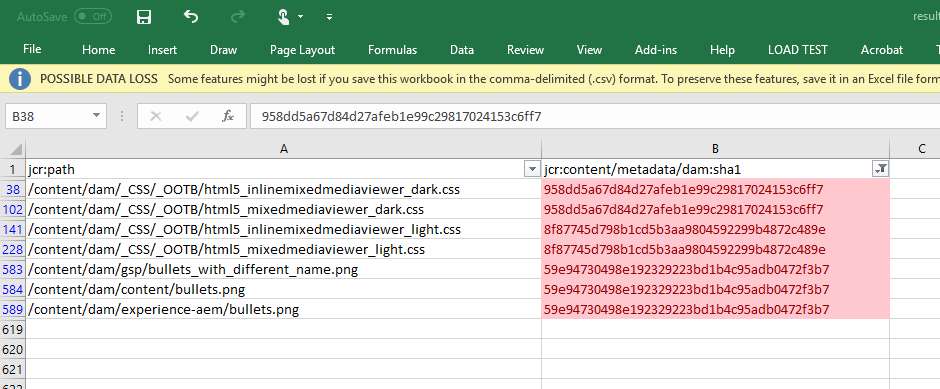 AutoSave Off result
File Home Insert Draw Page Layout Formulas Data Review View Add-ins Help LOAD TEST Acrobat
POSSIBLE DATA LOSS Some features might be lost if you save this workbook in the comma-delimited (.csv) format. To preserve these features, save it in an Excel file form
B38 fx 958dd5a67d84d27afeb1e99c29817024153c6ff7
A B C
1 jcr:path jcr:content/metadata/dam:sha1
38 /content/dam/_CSS/_OOTB/html5_inlinemixedmediaviewer_dark.css 958dd5a67d84d27afeb1e99c29817024153c6ff7
102 /content/dam/_CSS/_OOTB/html5_mixedmediaviewer_dark.css 958dd5a67d84d27afeb1e99c29817024153c6ff7
141 /content/dam/_CSS/_OOTB/html5_inlinemixedmediaviewer_light.css 8f87745d798b1cd5b3aa9804592299b4872c489e
228 /content/dam/_CSS/_OOTB/html5_mixedmediaviewer_light.css 8f87745d798b1cd5b3aa9804592299b4872c489e
583 /content/dam/gsp/bullets_with_different_name.png 59e94730498e192329223bd1b4c95adb0472f3b7
584 /content/dam/content/bullets.png 59e94730498e192329223bd1b4c95adb0472f3b7
589 /content/dam/experience-aem/bullets.png 59e94730498e192329223bd1b4c95adb0472f3b7
619
620
621